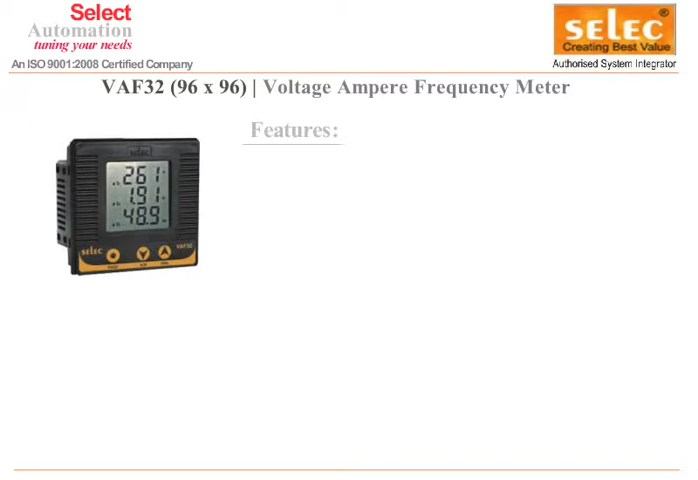 Select
Automation
tuning your needs
An ISO 9001:2008 Certified Company
SELEC
Creating Best Value
Authorised System Integrator
VAF32 (96 x 96) | Voltage Ampere Frequency Meter
Features:
selec
261
1.91
48.9
SELEC
VAF32